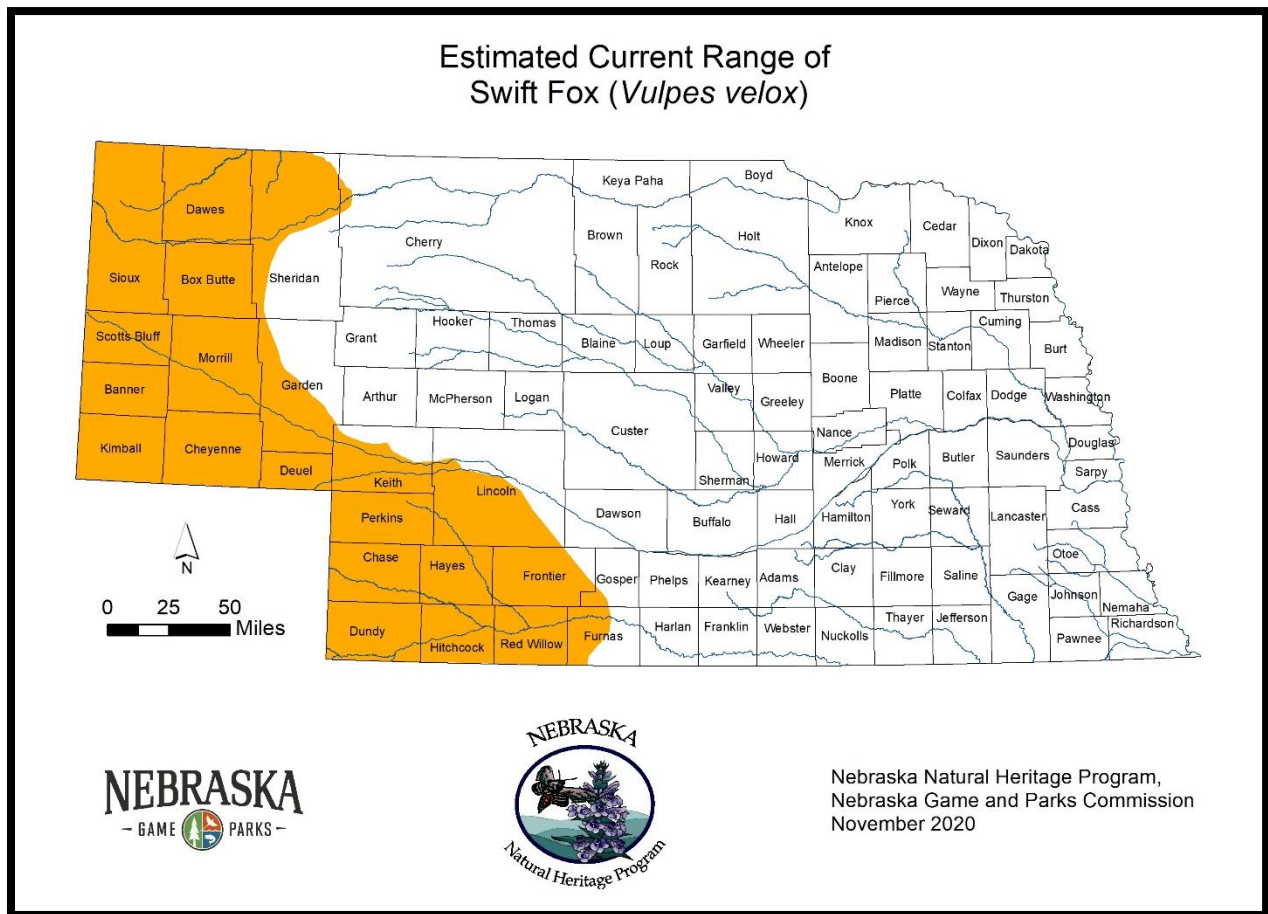 Estimated Current Range of
Swift Fox (Vulpes velox)
Keya Paha
Boyd
Dawes
Knox
Cedar
Brown
Holt
Cherry
Dixon
Dakota
Rock
Sioux
Box Butte
Sheridan
Antelope
Pierce
Wayne
Thurston
Scotts Bluff
Hooker
Thomas
Cuming
Grant
Blaine
Loup
Garfield
Wheeler
Madison
Stanton
Burt
Morrill
Banner
Garden
Arthur
McPherson
Logan
Valley
Greeley
Boone
Platte
Colfax
Dodge
Washington
Custer
Nance
Kimball
Cheyenne
Deuel
Keith
Lincoln
Sherman
Howard
Merrick
Polk
Butler
Saunders
Douglas
Sarpy
Perkins
Dawson
Buffalo
Hall
Hamilton
York
Seward
Lancaster
Cass
Chase
Hayes
Frontier
Gosper
Phelps
Kearney
Adams
Clay
Fillmore
Saline
Otoe
Gage
Johnson
Nemaha
Dundy
Hitchcock
Red Willow
Furnas
Harlan
Franklin
Webster
Nuckolls
Thayer
Jefferson
Pawnee
Richardson
N
0 25 50
Miles
NEBRASKA
- GAME PARKS -
NEBRASKA
Natural Heritage Program
Nebraska Natural Heritage Program,
Nebraska Game and Parks Commission
November 2020